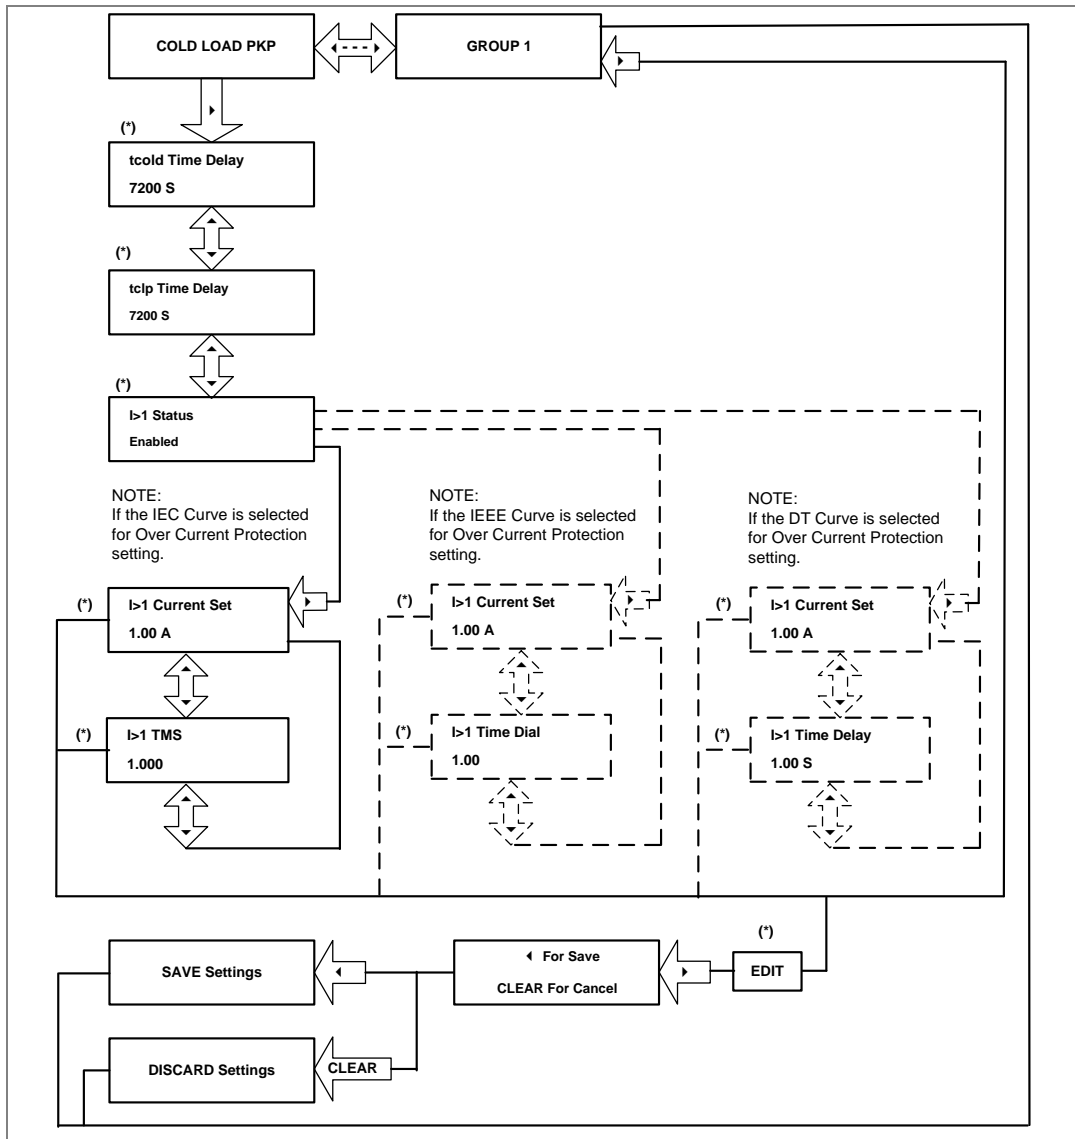 COLD LOAD PKP
GROUP 1
(*)
tcold Time Delay
7200 S
(*)
tclp Time Delay
7200 S
(*)
I>1 Status
Enabled
NOTE:
If the IEC Curve is selected
for Over Current Protection
setting.
NOTE:
If the IEEE Curve is selected
for Over Current Protection
setting.
NOTE:
If the DT Curve is selected
for Over Current Protection
setting.
(*)
I>1 Current Set
1.00 A
(*)
I>1 Current Set
1.00 A
(*)
I>1 Current Set
1.00 A
(*)
I>1 TMS
1.000
(*)
I>1 Time Dial
1.00
(*)
I>1 Time Delay
1.00 S
SAVE Settings
For Save
CLEAR For Cancel
(*)
EDIT
DISCARD Settings
CLEAR